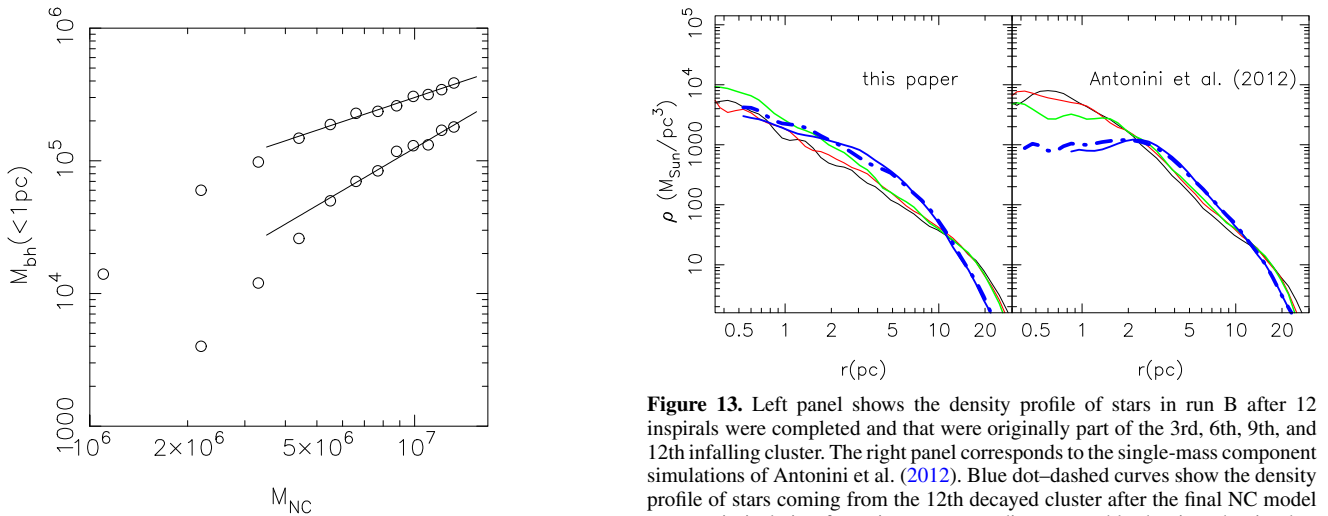 10^6
10^5
10^4
1000
M_bh(<1pc)
10^6 2×10^6 5×10^6 10^7
M_NC
10^5
10^4
1000
100
10
ρ (M_Sun/pc^3)
this paper
Antonini et al. (2012)
0.5 1 2 5 10 20
0.5 1 2 5 10 20
r(pc)
r(pc)
Figure 13. Left panel shows the density profile of stars in run B after 12
inspirals were completed and that were originally part of the 3rd, 6th, 9th, and
12th infalling cluster. The right panel corresponds to the single-mass component
simulations of Antonini et al. (2012). Blue dot–dashed curves show the density
profile of stars coming from the 12th decayed cluster after the final NC model